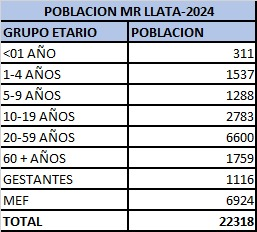 POBLACION MR LLATA-2024
GRUPO ETARIO POBLACION
<01 AÑO 311
1-4 AÑOS 1537
5-9 AÑOS 1288
10-19 AÑOS 2783
20-59 AÑOS 6600
60 + AÑOS 1759
GESTANTES 1116
MEF 6924
TOTAL 22318